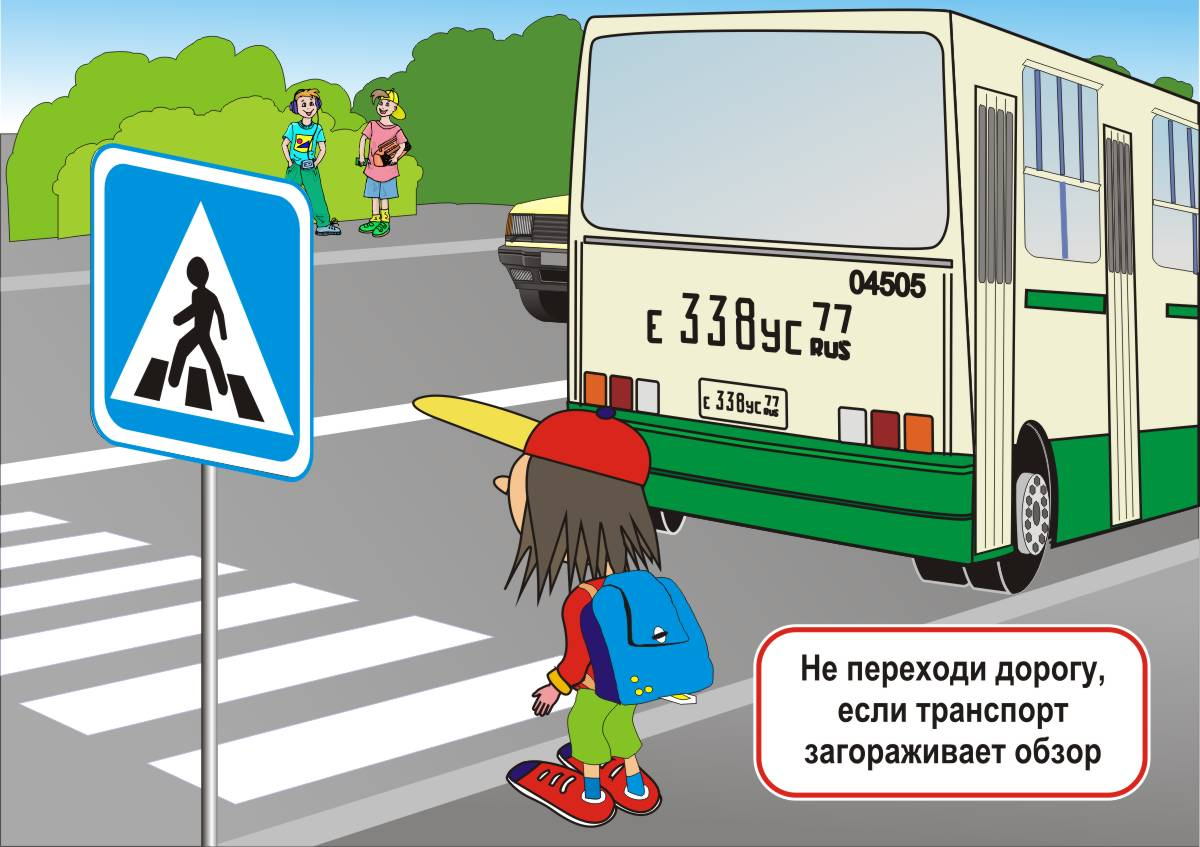 04505
Е 338УС 77
RUS
Е 338УС 77
RUS
Не переходи дорогу,
если транспорт
загораживает обзор